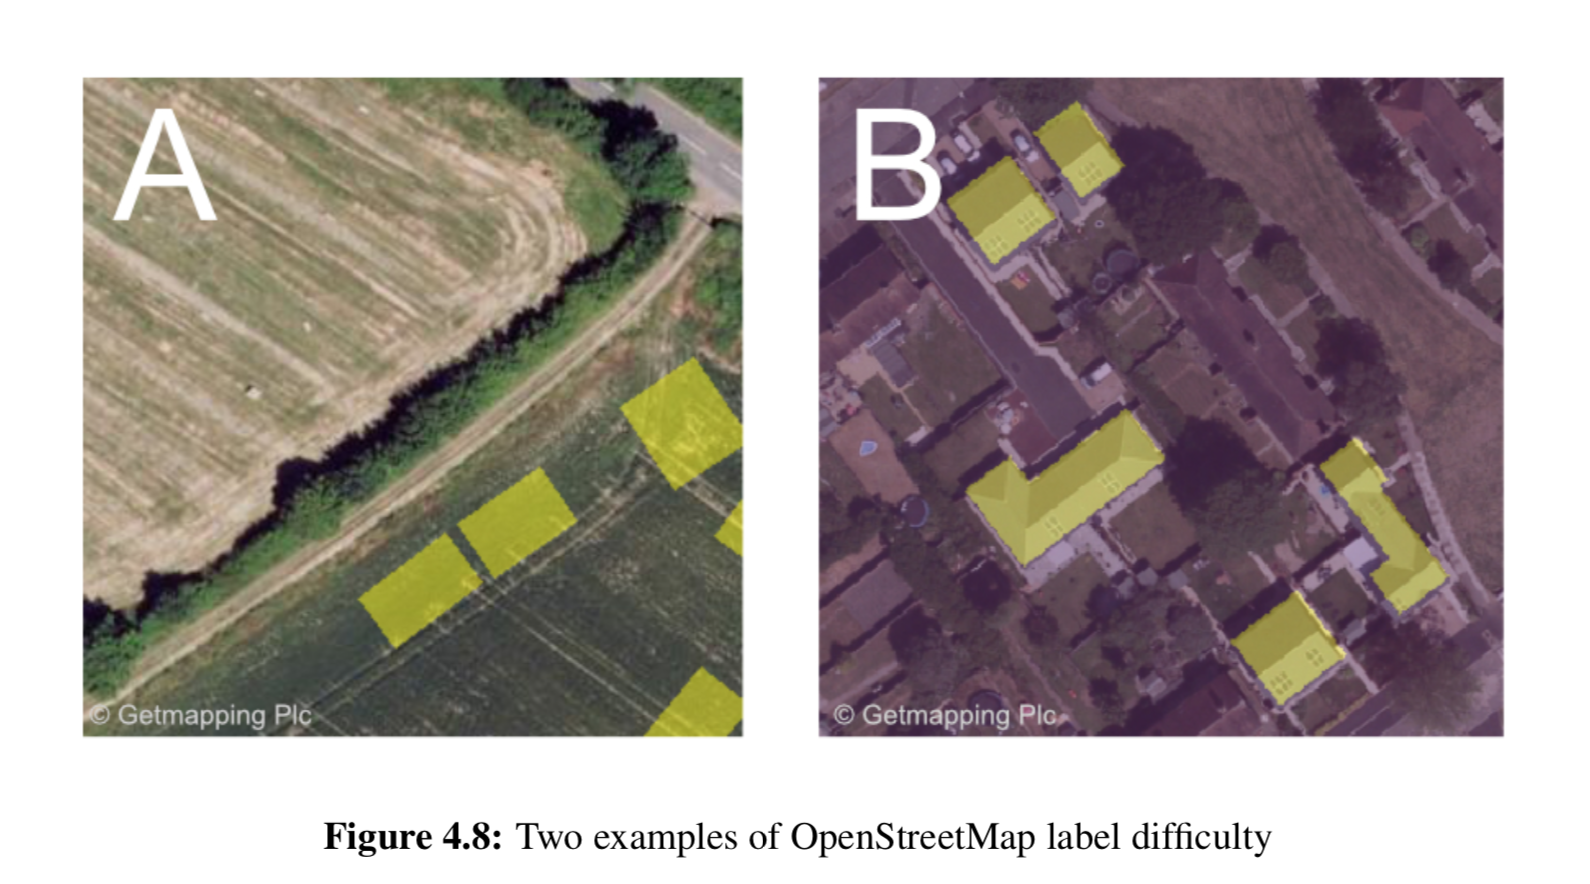 A
B
© Getmapping Plc
© Getmapping Plc
Figure 4.8: Two examples of OpenStreetMap label difficulty